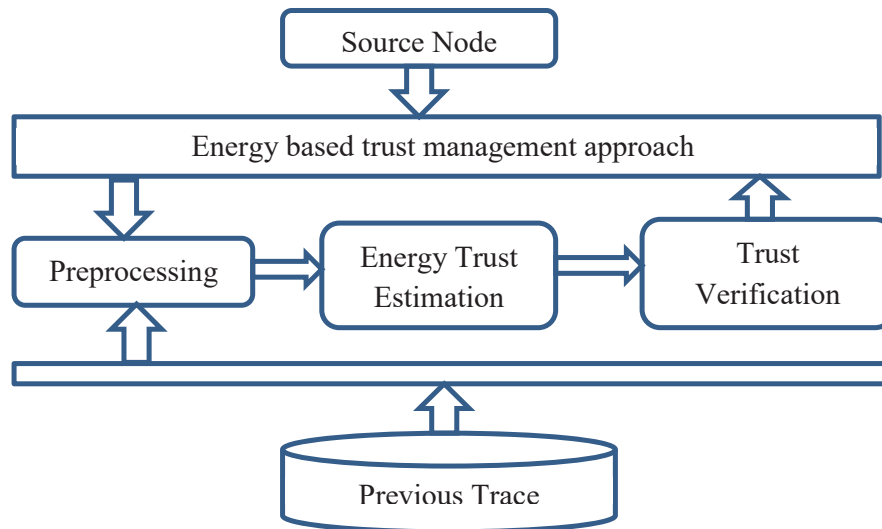 Source Node
Energy based trust management approach
Preprocessing
Energy Trust
Estimation
Trust
Verification
Previous Trace